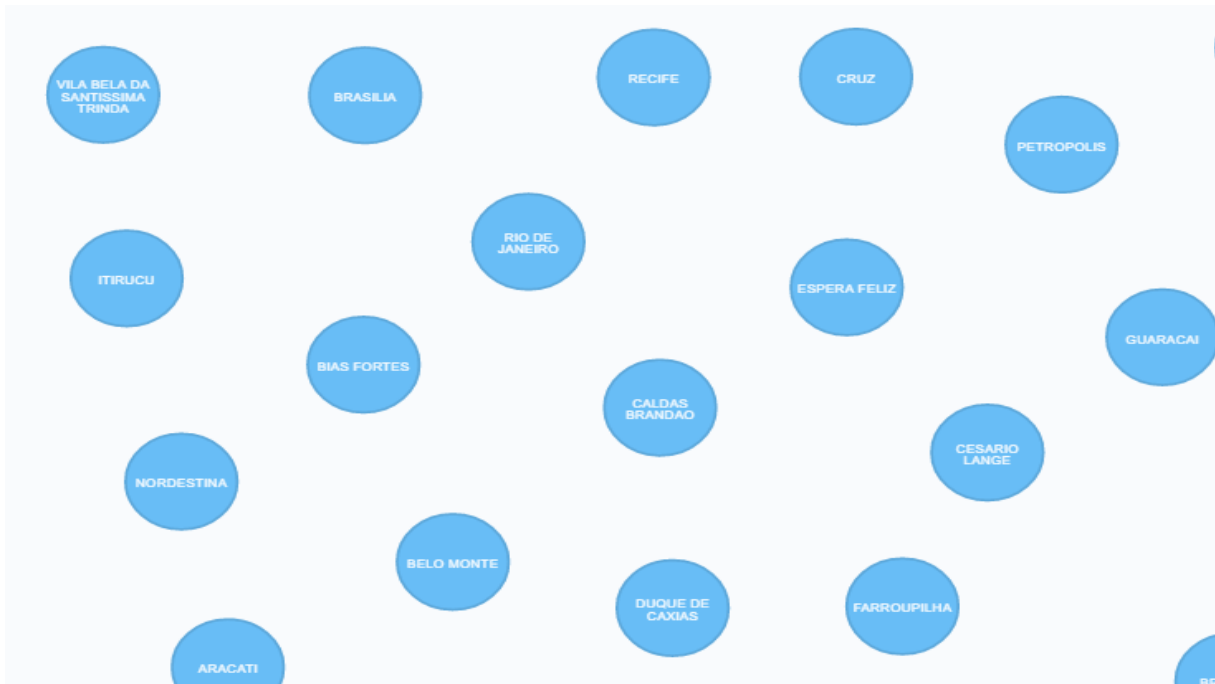 VILA BELA DA
SANTISSIMA
TRINDA
BRASILIA
RECIFE
CRUZ
PETROPOLIS
RIO DE
JANEIRO
ITIRUCU
ESPERA FELIZ
GUARACAI
BIAS FORTES
CALDAS
BRANDAO
CESARIO
LANGE
NORDESTINA
BELO MONTE
DUQUE DE
CAXIAS
FARROUPILHA
ARACATI